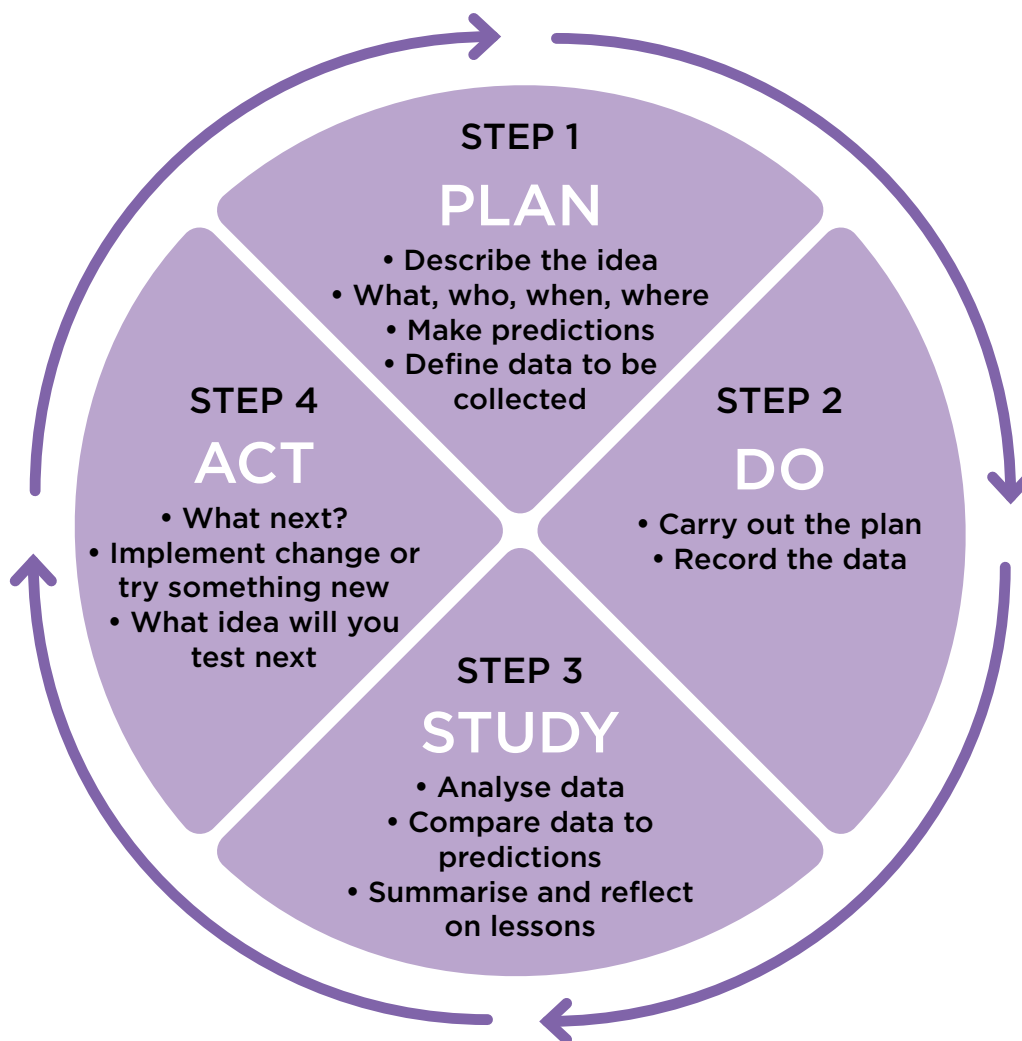 STEP 1
PLAN
• Describe the idea
• What, who, when, where
• Make predictions
• Define data to be
collected
STEP 2
DO
• Carry out the plan
• Record the data
STEP 3
STUDY
• Analyse data
• Compare data to
predictions
• Summarise and reflect
on lessons
STEP 4
ACT
• What next?
• Implement change or
try something new
• What idea will you
test next